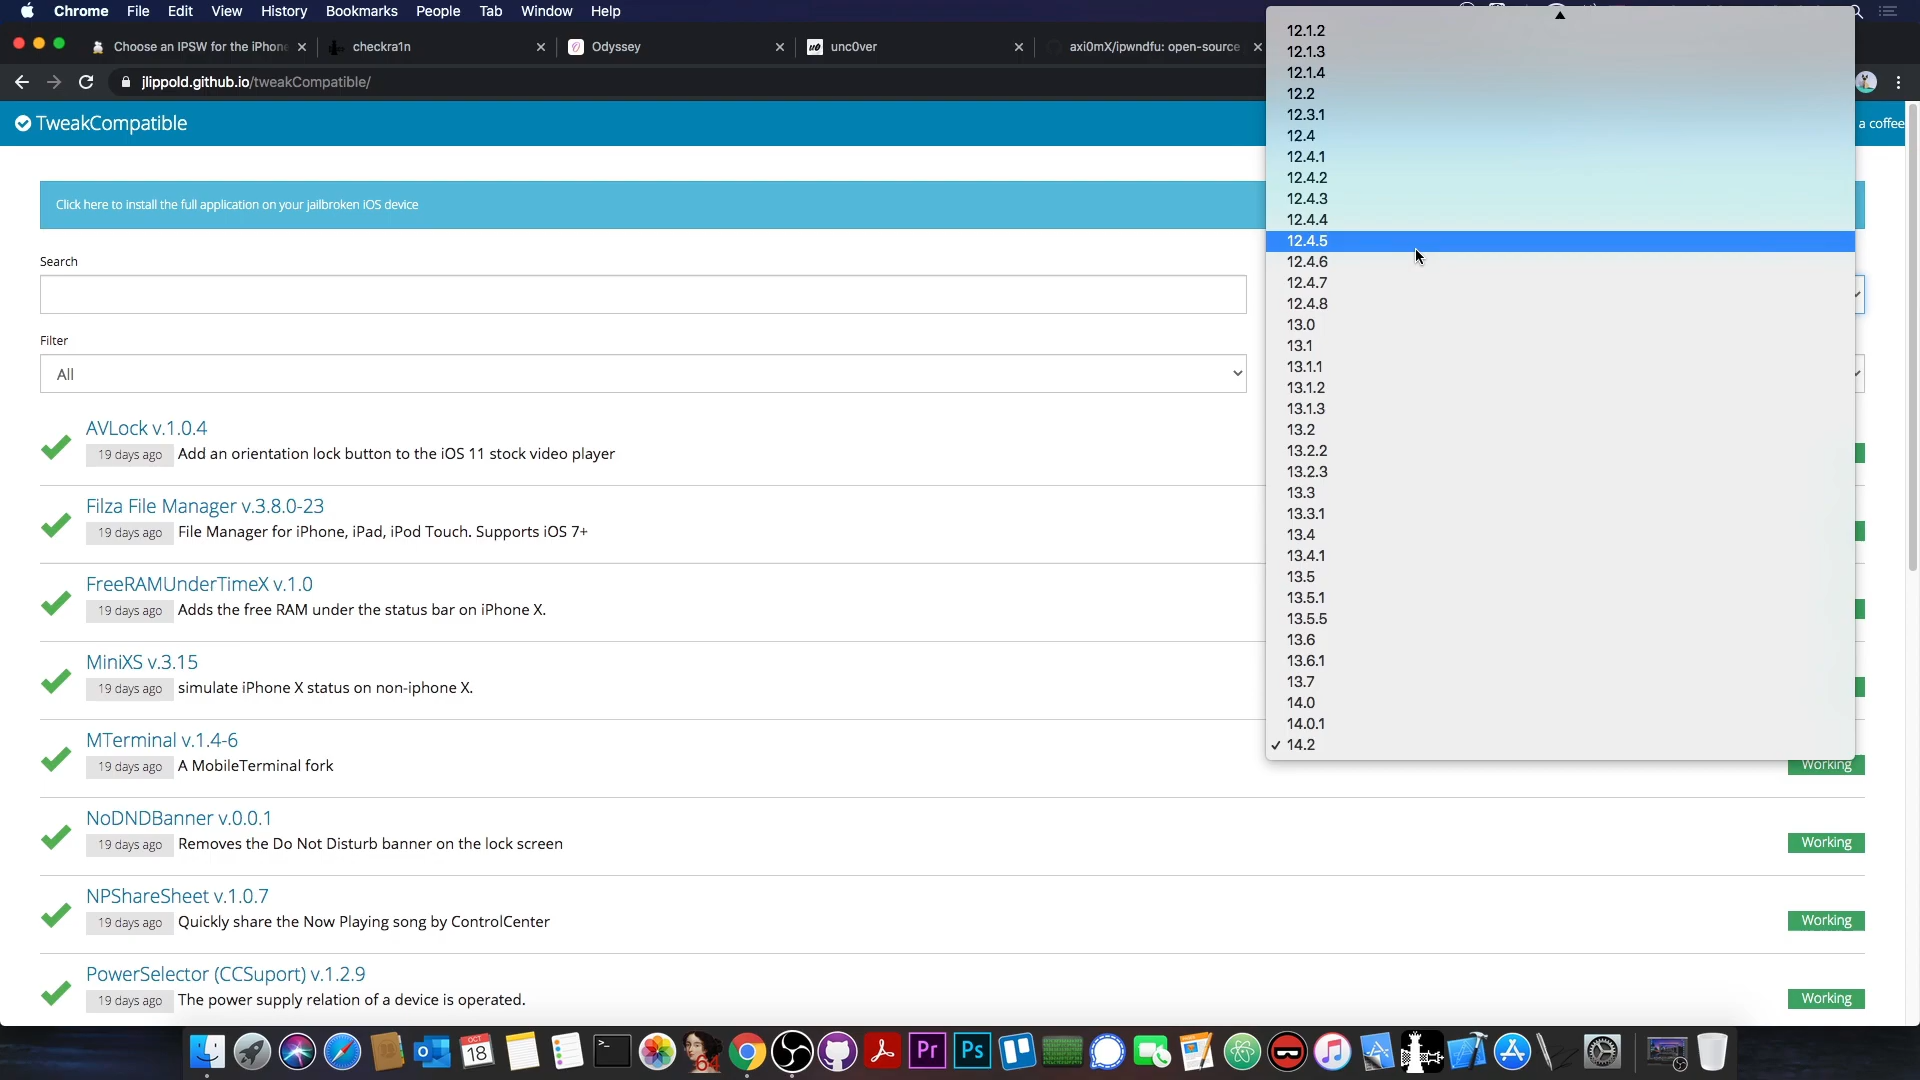 Chrome File Edit View History Bookmarks People Tab Window Help
Choose an IPSW for the iPhone
checkra1n
Odyssey
unc0ver
axi0mX/ipwndfu: open-source
jlippold.github.io/tweakCompatible/
TweakCompatible
a coffee
Click here to install the full application on your jailbroken iOS device
Search
Filter
All
AVLock v.1.0.4
19 days ago Add an orientation lock button to the iOS 11 stock video player
Filza File Manager v.3.8.0-23
19 days ago File Manager for iPhone, iPad, iPod Touch. Supports iOS 7+
FreeRAMUnderTimeX v.1.0
19 days ago Adds the free RAM under the status bar on iPhone X.
MiniXS v.3.15
19 days ago simulate iPhone X status on non-iphone X.
MTerminal v.1.4-6
19 days ago A MobileTerminal fork
Working
NoDNDBanner v.0.0.1
19 days ago Removes the Do Not Disturb banner on the lock screen
Working
NPShareSheet v.1.0.7
19 days ago Quickly share the Now Playing song by ControlCenter
Working
PowerSelector (CCSuport) v.1.2.9
19 days ago The power supply relation of a device is operated.
Working
12.1.2
12.1.3
12.1.4
12.2
12.3.1
12.4
12.4.1
12.4.2
12.4.3
12.4.4
12.4.5
12.4.6
12.4.7
12.4.8
13.0
13.1
13.1.1
13.1.2
13.1.3
13.2
13.2.2
13.2.3
13.3
13.3.1
13.4
13.4.1
13.5
13.5.1
13.5.5
13.6
13.6.1
13.7
14.0
14.0.1
✓ 14.2
OCT
18
64
Pr
Ps